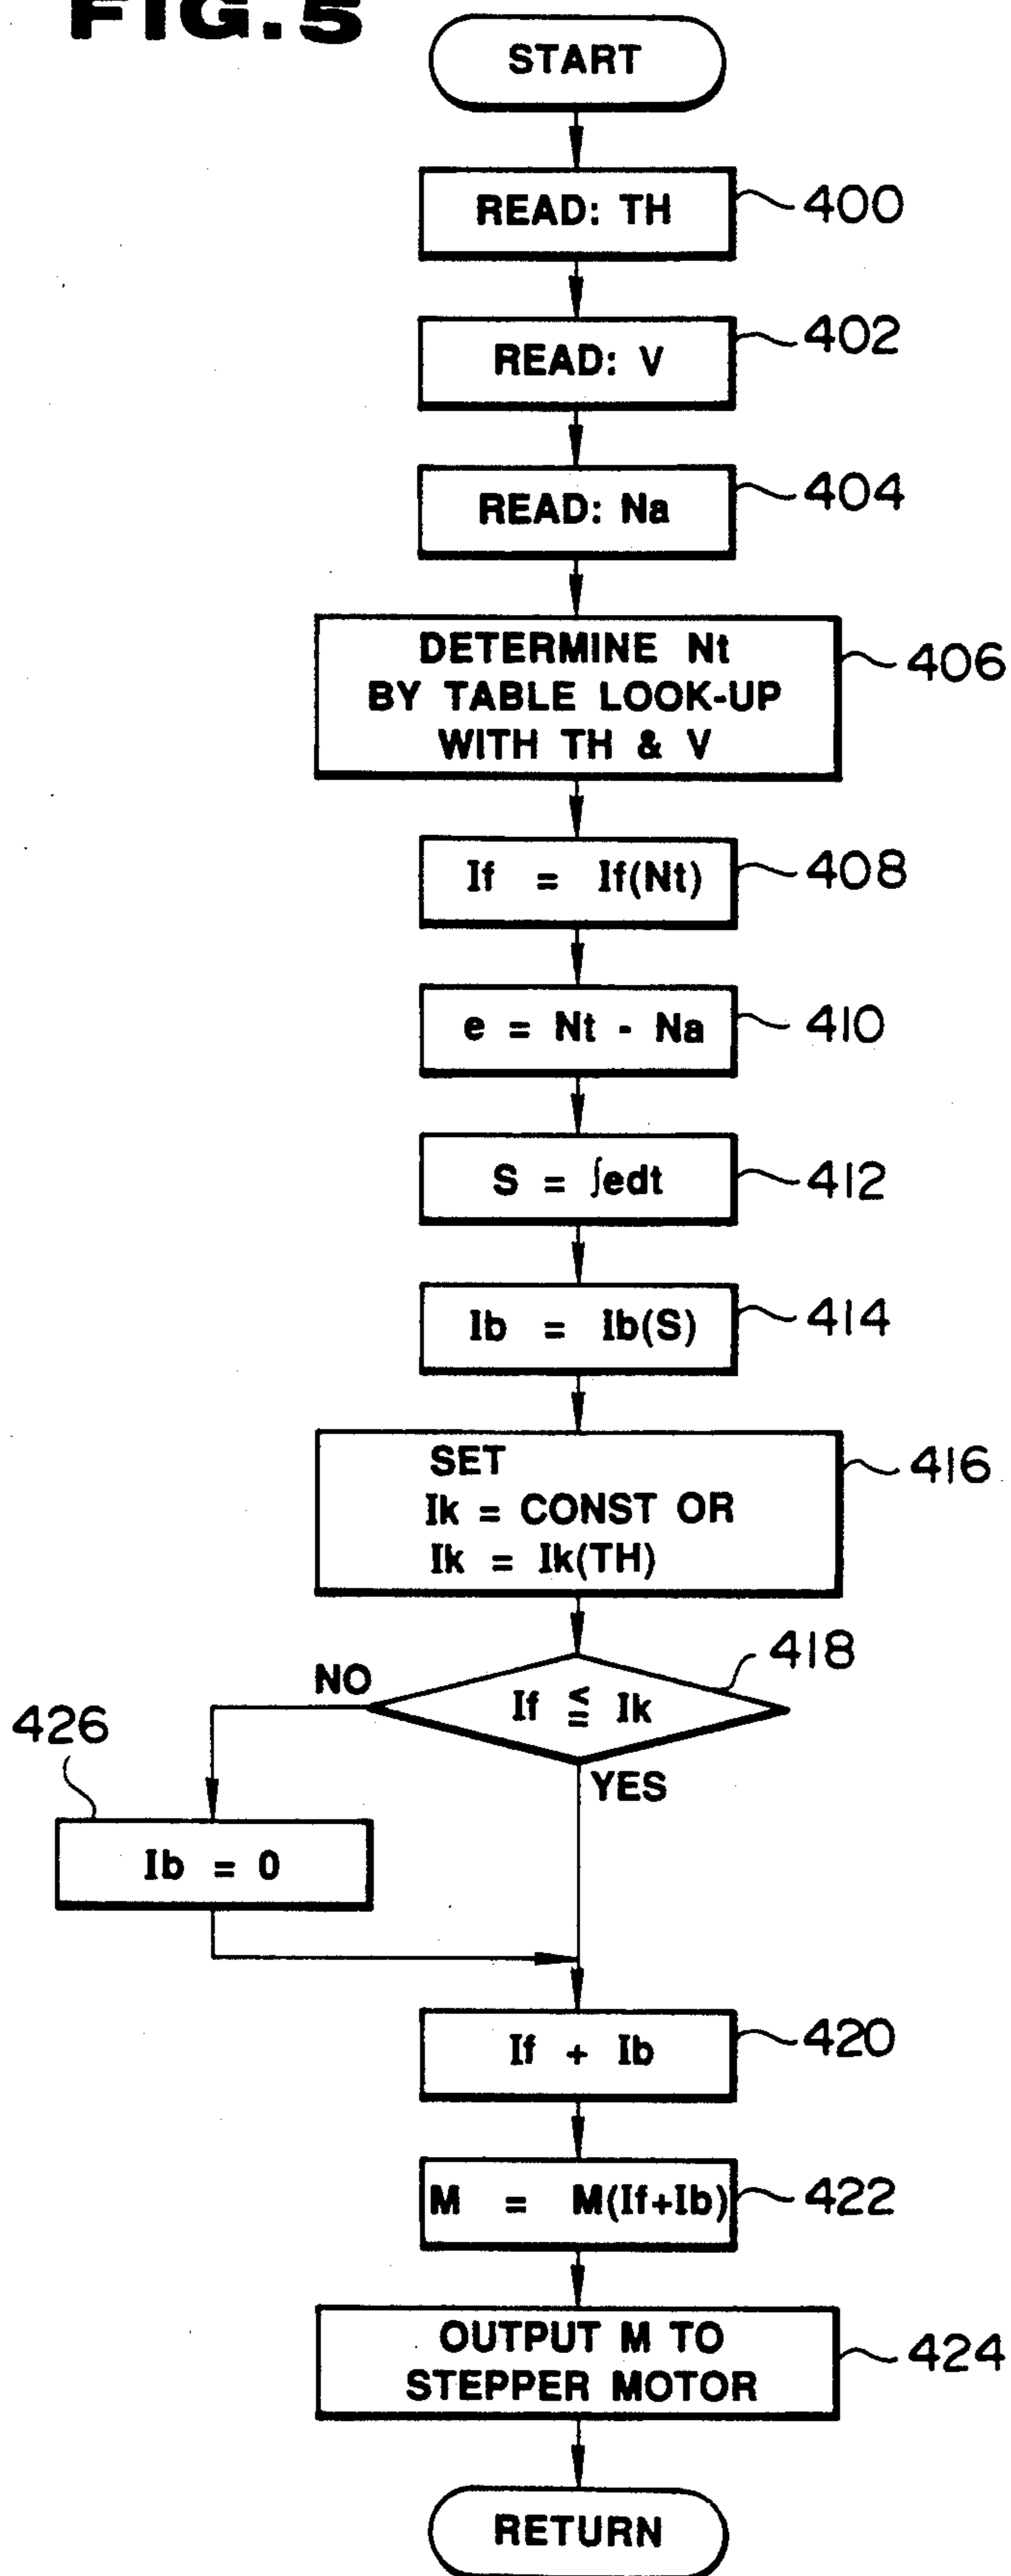 FIG.5
START
READ: TH
400
READ: V
402
READ: Na
404
DETERMINE Nt
BY TABLE LOOK-UP
WITH TH & V
406
If = If(Nt)
408
e = Nt - Na
410
S = ∫edt
412
Ib = Ib(S)
414
SET
Ik = CONST OR
Ik = Ik(TH)
416
418
If ≦ Ik
NO
YES
426
Ib = 0
If + Ib
420
M = M(If+Ib)
422
OUTPUT M TO
STEPPER MOTOR
424
RETURN